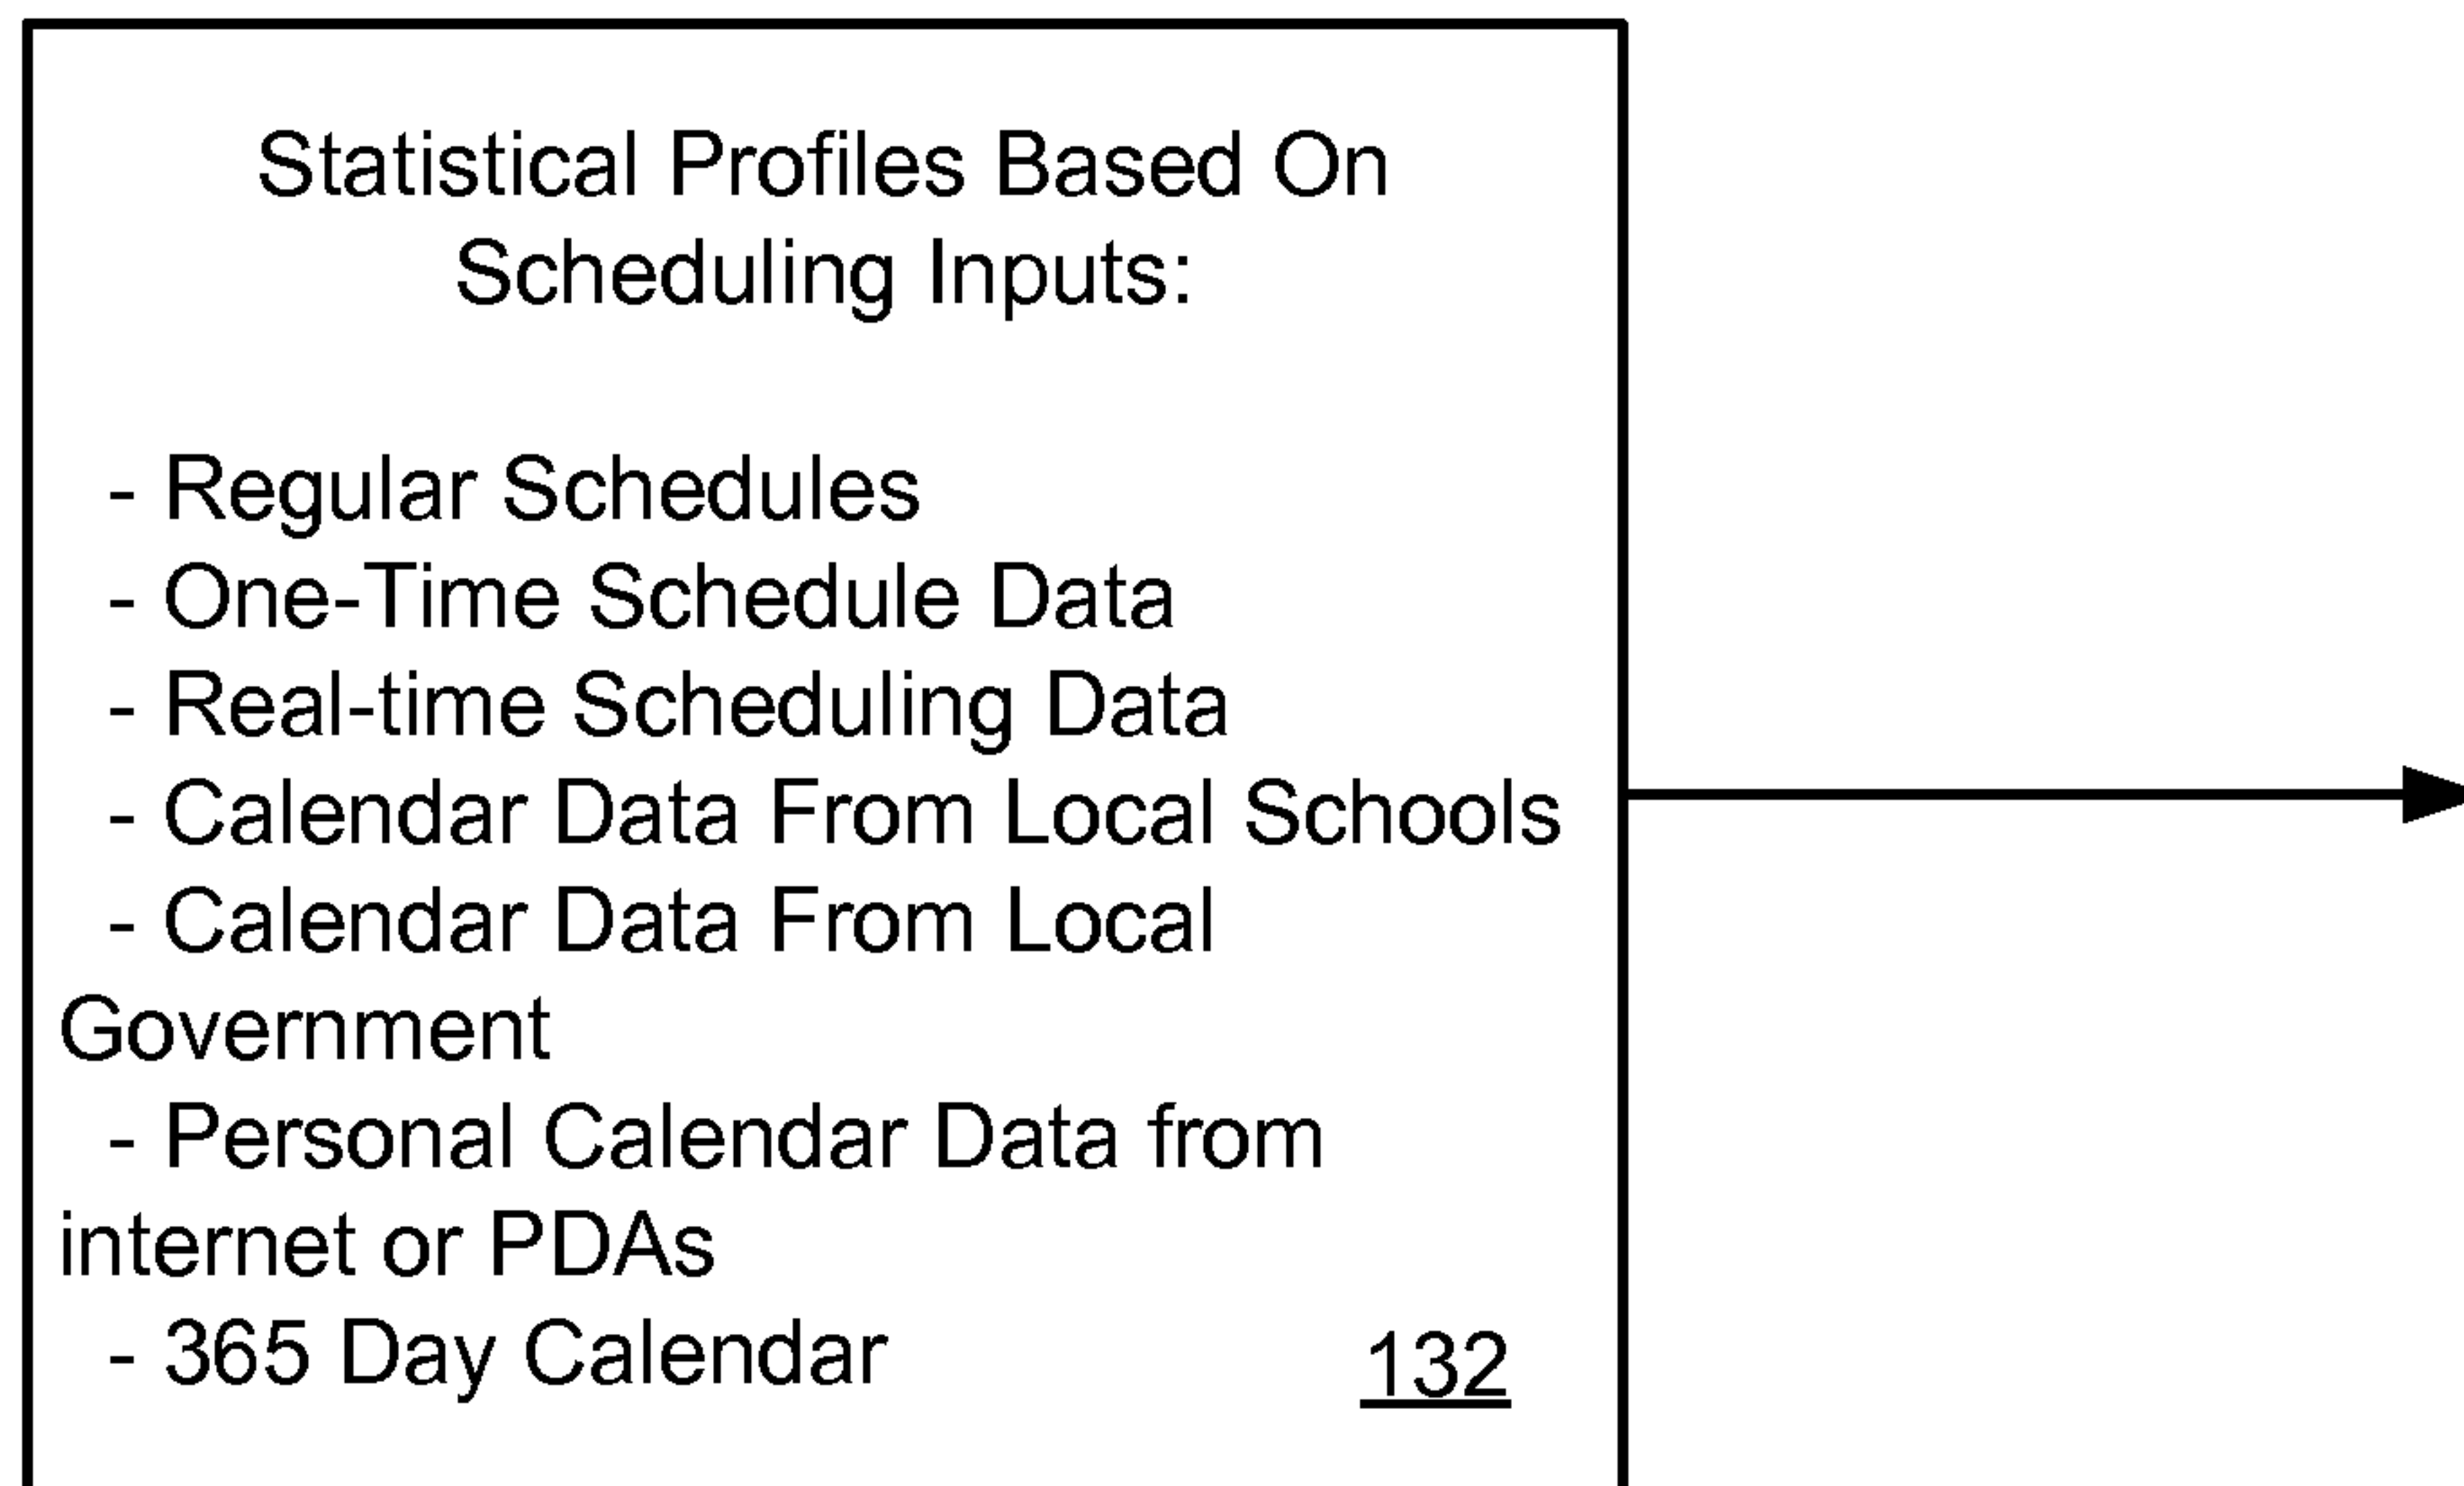 Statistical Profiles Based On
Scheduling Inputs:
- Regular Schedules
- One-Time Schedule Data
- Real-time Scheduling Data
- Calendar Data From Local Schools
- Calendar Data From Local
Government
- Personal Calendar Data from
internet or PDAs
- 365 Day Calendar 132